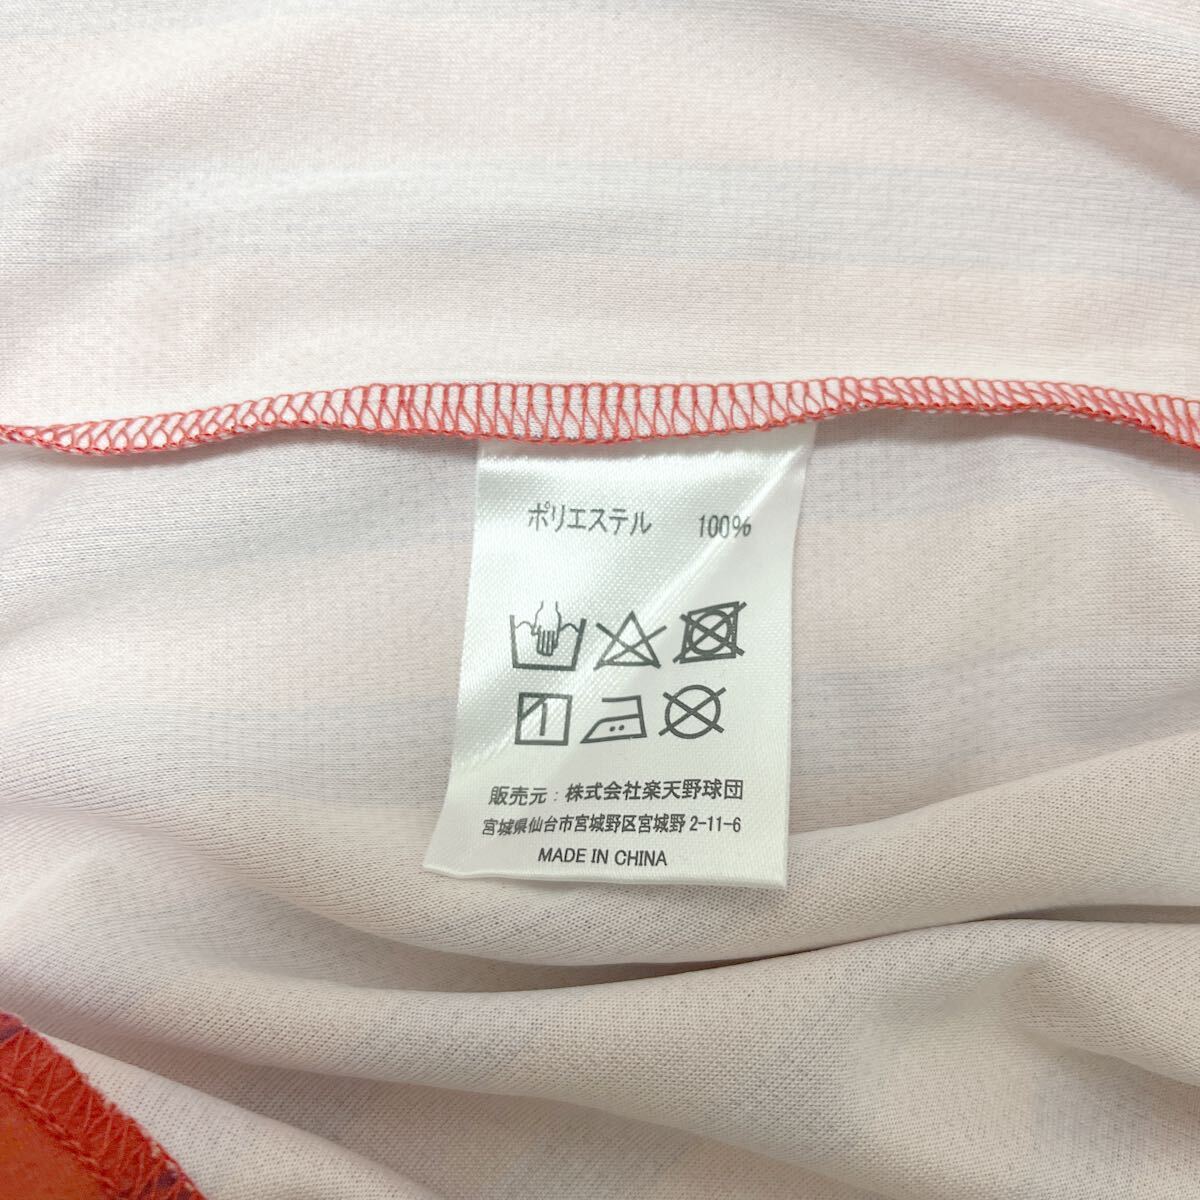 ポリエステル 100%
販売元：株式会社楽天野球団
宮城県仙台市宮城野区宮城野 2-11-6
MADE IN CHINA